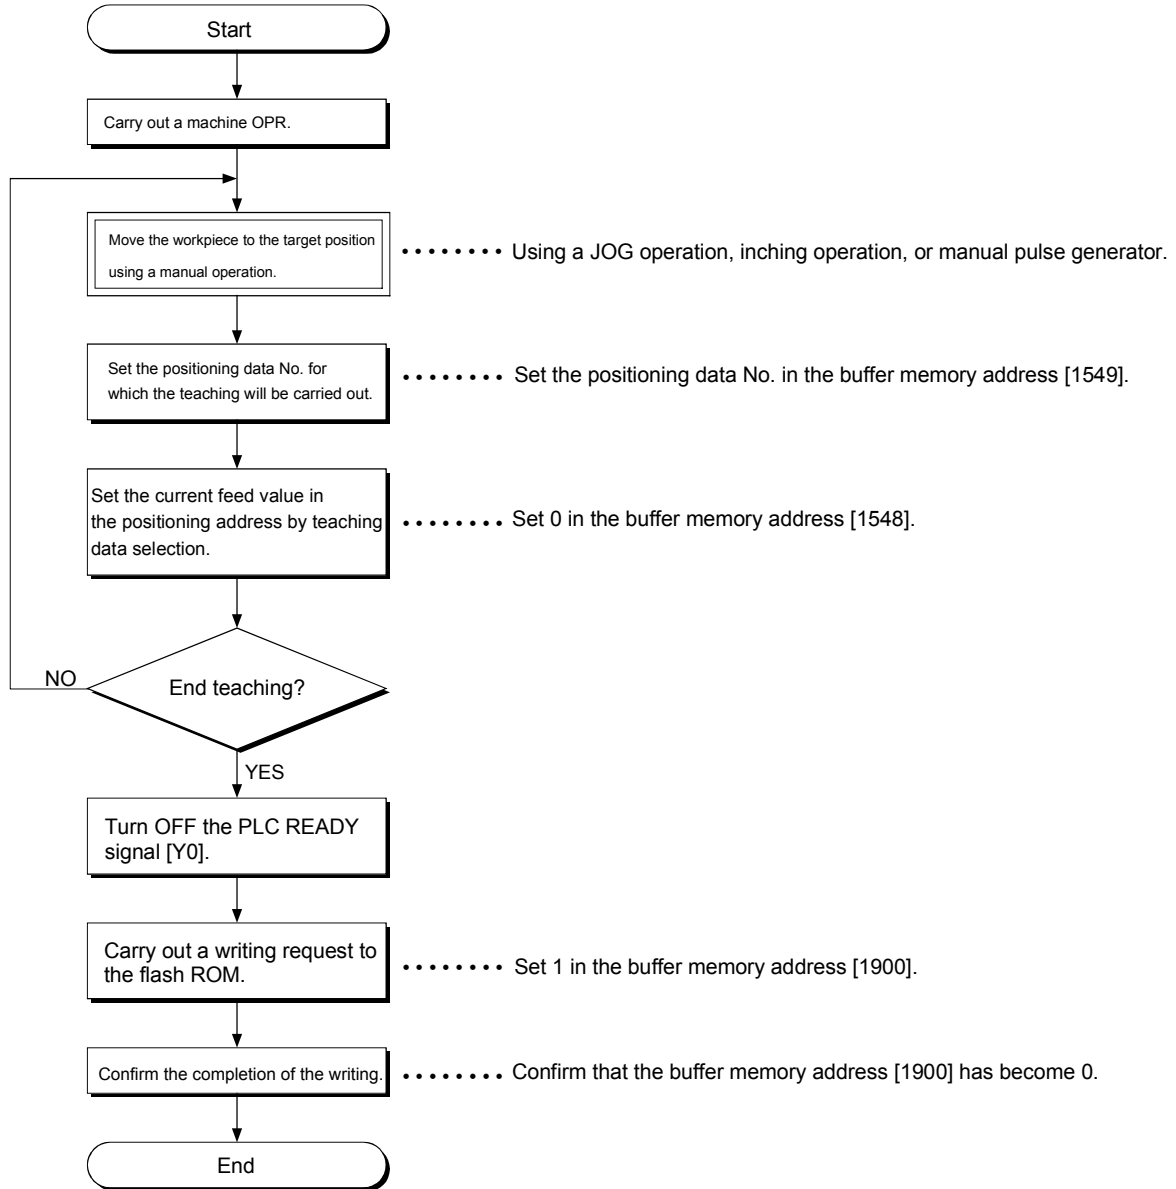 Start
Carry out a machine OPR.
Move the workpiece to the target position
using a manual operation.
•••••••• Using a JOG operation, inching operation, or manual pulse generator.
Set the positioning data No. for
which the teaching will be carried out.
•••••••• Set the positioning data No. in the buffer memory address [1549].
Set the current feed value in
the positioning address by teaching
data selection.
•••••••• Set 0 in the buffer memory address [1548].
NO
End teaching?
YES
Turn OFF the PLC READY
signal [Y0].
Carry out a writing request to
the flash ROM.
•••••••• Set 1 in the buffer memory address [1900].
Confirm the completion of the writing.
•••••••• Confirm that the buffer memory address [1900] has become 0.
End